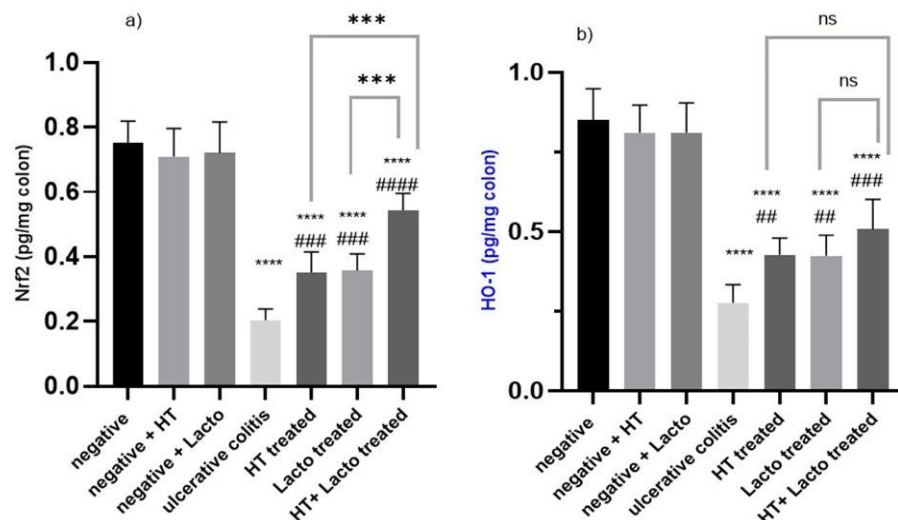 a)
***
***
1.0
0.8
0.6
0.4
0.2
0.0
Nrf2 (pg/mg colon)
****
****
###
****
###
****
####
negative
negative + HT
negative + Lacto
ulcerative colitis
HT treated
Lacto treated
HT+ Lacto treated
b)
ns
ns
1.0
0.5
0.0
HO-1 (pg/mg colon)
****
****
##
****
##
****
###
negative
negative + HT
negative + Lacto
ulcerative colitis
HT treated
Lacto treated
HT+ Lacto treated